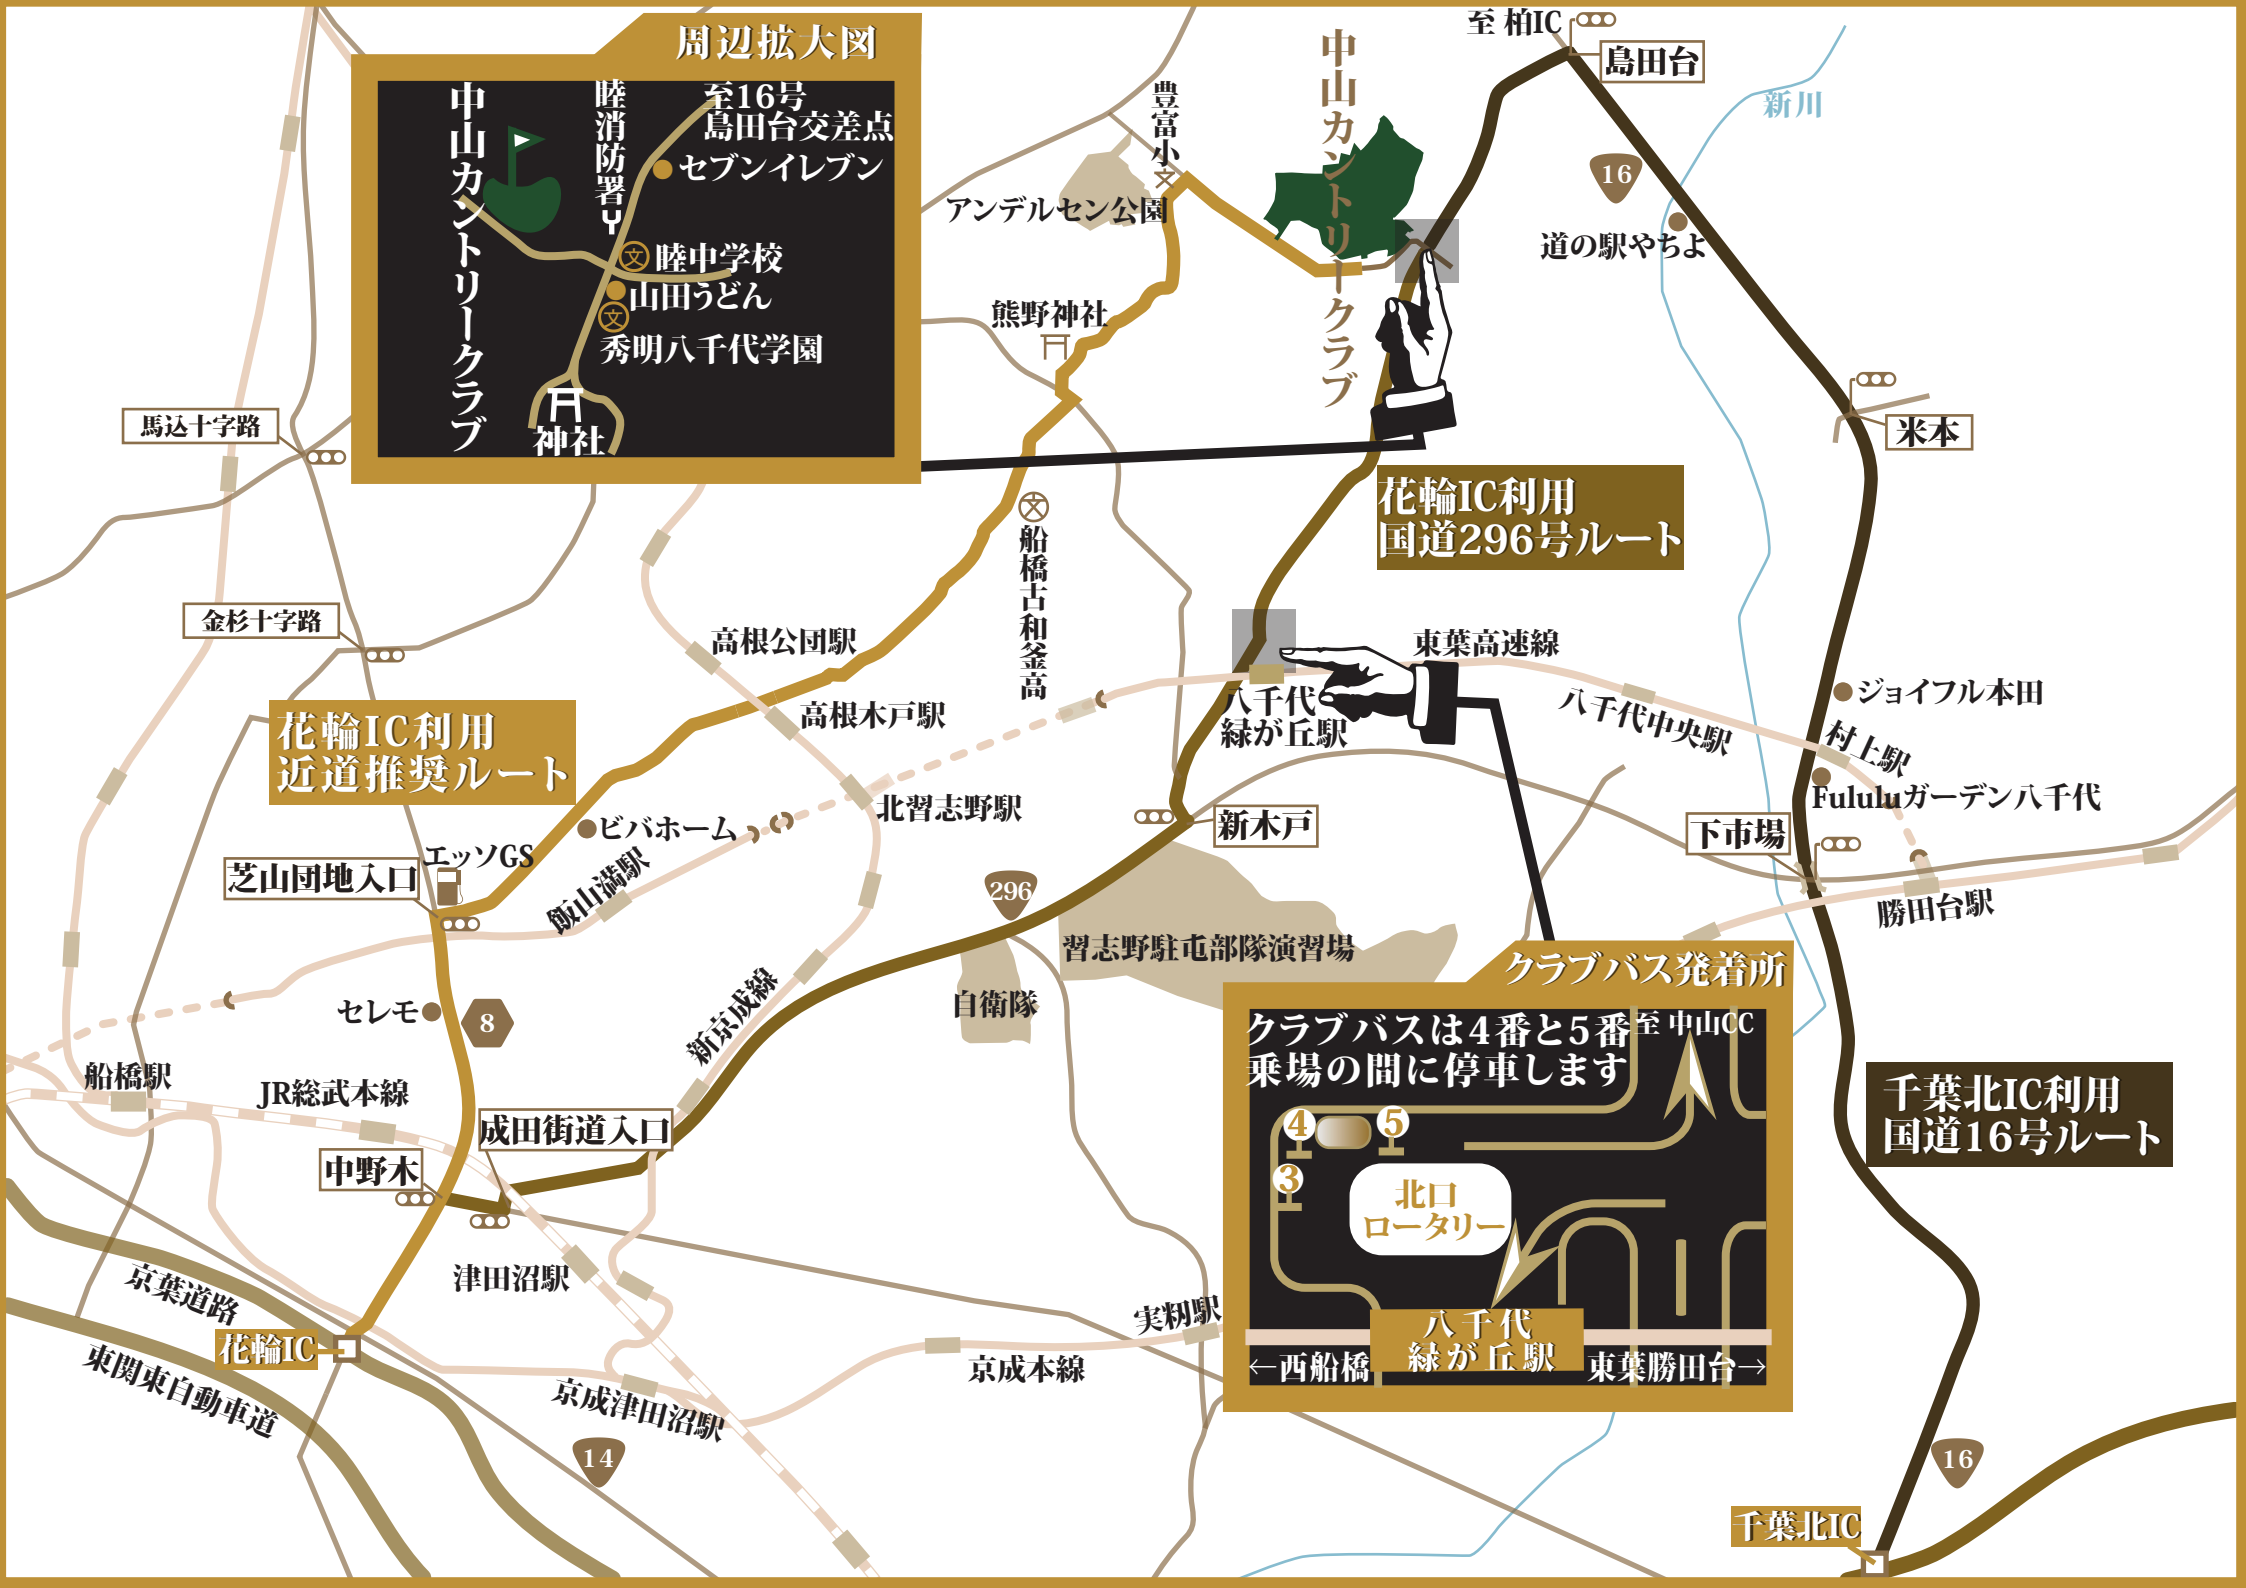 周辺拡大図
中山カントリークラブ
睦消防署
至16号
島田台交差点
セブンイレブン
文
睦中学校
山田うどん
文
秀明八千代学園
神社
至 柏IC
島田台
新川
16
道の駅やちよ
中山カントリークラブ
豊富小
文
アンデルセン公園
熊野神社
米本
馬込十字路
金杉十字路
花輪IC利用
国道296号ルート
船橋古和釜高
高根公団駅
高根木戸駅
東葉高速線
八千代
緑が丘駅
八千代中央駅
ジョイフル本田
村上駅
Fululuガーデン八千代
花輪IC利用
近道推奨ルート
北習志野駅
ビバホーム
新木戸
下市場
エッソGS
芝山団地入口
飯山満駅
296
勝田台駅
習志野駐屯部隊演習場
自衛隊
セレモ
8
新京成線
船橋駅
JR総武本線
成田街道入口
中野木
津田沼駅
京葉道路
花輪IC
東関東自動車道
京成津田沼駅
14
京成本線
実籾駅
クラブバス発着所
クラブバスは4番と5番
乗場の間に停車します
至 中山CC
4
5
3
北口
ロータリー
八千代
緑が丘駅
←西船橋
東葉勝田台→
千葉北IC利用
国道16号ルート
16
千葉北IC